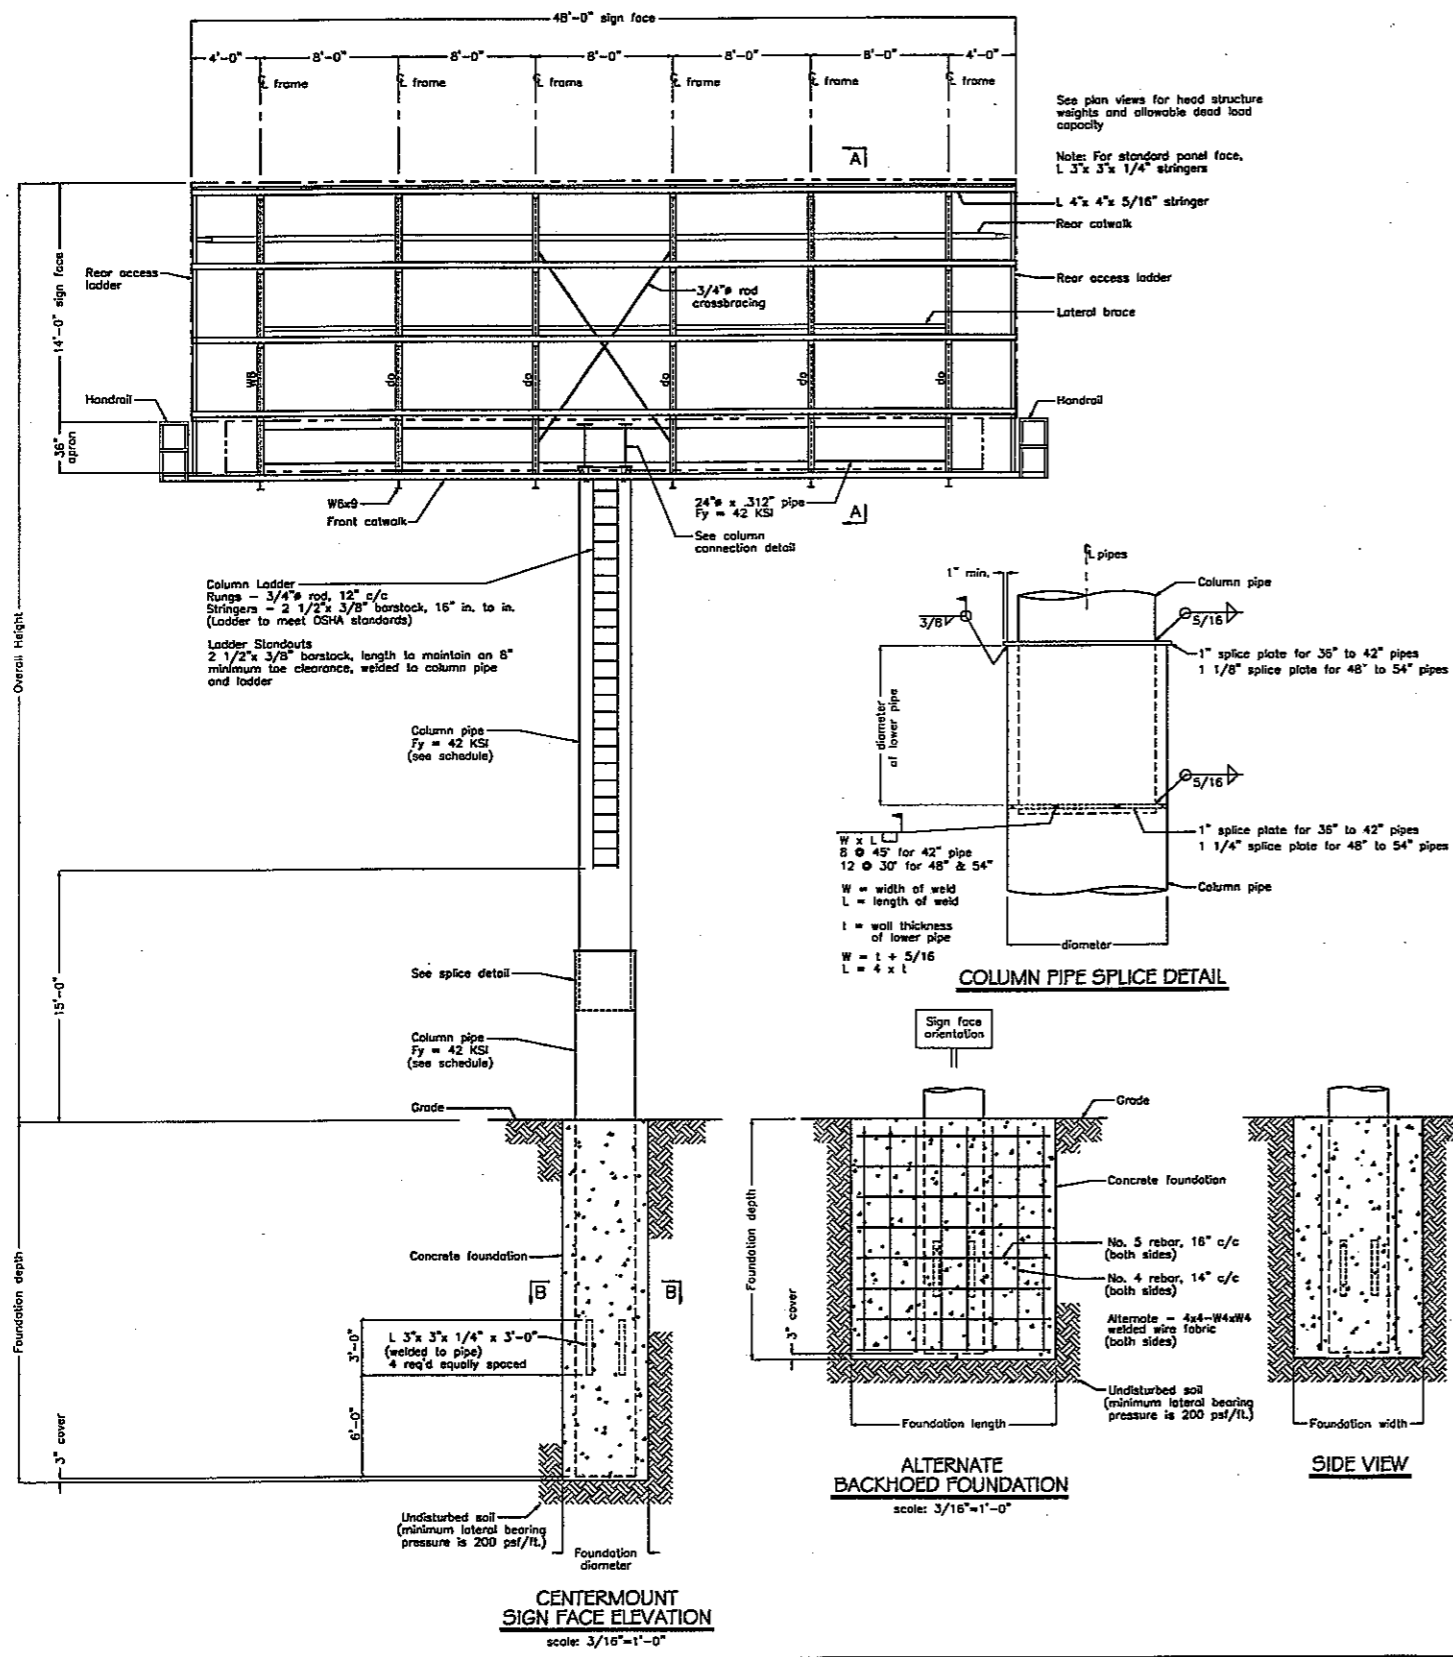 48'-0" sign face
4'-0"
8'-0"
8'-0"
8'-0"
8'-0"
8'-0"
4'-0"
℄ frame
℄ frame
℄ frame
℄ frame
℄ frame
℄ frame
See plan views for head structure
weights and allowable dead load
capacity
Note: For standard panel face,
L 3"x 3"x 1/4" stringers
A
L 4"x 4"x 5/16" stringer
Rear catwalk
Rear access
ladder
Rear access ladder
3/4"ø rod
crossbracing
Lateral brace
14'-0" sign face
W8
do
do
do
do
do
Handrail
Handrail
36"
apron
W6x9
Front catwalk
24"ø x .312" pipe
Fy = 42 KSI
A
See column
connection detail
Overall Height
Column Ladder
Rungs - 3/4"ø rod, 12" c/c
Stringers - 2 1/2"x 3/8" barstock, 16" in. to in.
(Ladder to meet OSHA standards)
Ladder Standouts
2 1/2"x 3/8" barstock, length to maintain an 8"
minimum toe clearance, welded to column pipe
and ladder
Column pipe
Fy = 42 KSI
(see schedule)
15'-0"
See splice detail
Column pipe
Fy = 42 KSI
(see schedule)
Grade
℄ pipes
1" min.
Column pipe
3/8
5/16
1" splice plate for 36" to 42" pipes
1 1/8" splice plate for 48" to 54" pipes
diameter
of lower pipe
5/16
1" splice plate for 36" to 42" pipes
1 1/4" splice plate for 48" to 54" pipes
W x L
8 @ 45° for 42" pipe
12 @ 30° for 48" & 54"
W = width of weld
L = length of weld
t = wall thickness
of lower pipe
W = t + 5/16
L = 4 x t
Column pipe
diameter
COLUMN PIPE SPLICE DETAIL
Sign face
orientation
Grade
Foundation depth
Concrete foundation
B
B
L 3"x 3"x 1/4" x 3'-0"
(welded to pipe)
4 req'd equally spaced
3'-0"
6'-0"
3" cover
Undisturbed soil
(minimum lateral bearing
pressure is 200 psf/ft.)
Foundation
diameter
CENTERMOUNT
SIGN FACE ELEVATION
scale: 3/16"=1'-0"
Foundation depth
3" cover
Concrete foundation
No. 5 rebar, 16" c/c
(both sides)
No. 4 rebar, 14" c/c
(both sides)
Alternate - 4x4-W4xW4
welded wire fabric
(both sides)
Undisturbed soil
(minimum lateral bearing
pressure is 200 psf/ft.)
Foundation length
ALTERNATE
BACKHOED FOUNDATION
scale: 3/16"=1'-0"
Foundation width
SIDE VIEW